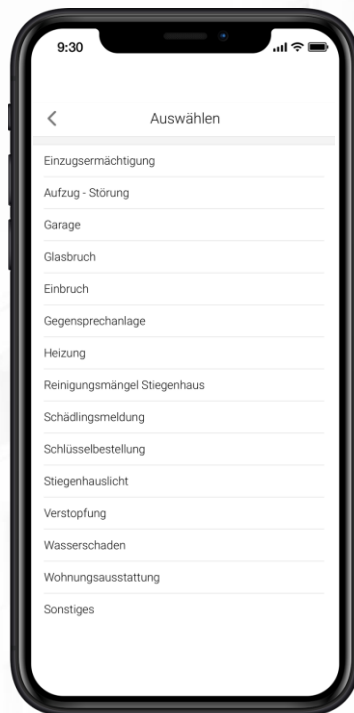 9:30
Auswählen
Einzugsermächtigung
Aufzug - Störung
Garage
Glasbruch
Einbruch
Gegensprechanlage
Heizung
Reinigungsmängel Stiegenhaus
Schädlingsmeldung
Schlüsselbestellung
Stiegenhauslicht
Verstopfung
Wasserschaden
Wohnungsausstattung
Sonstiges